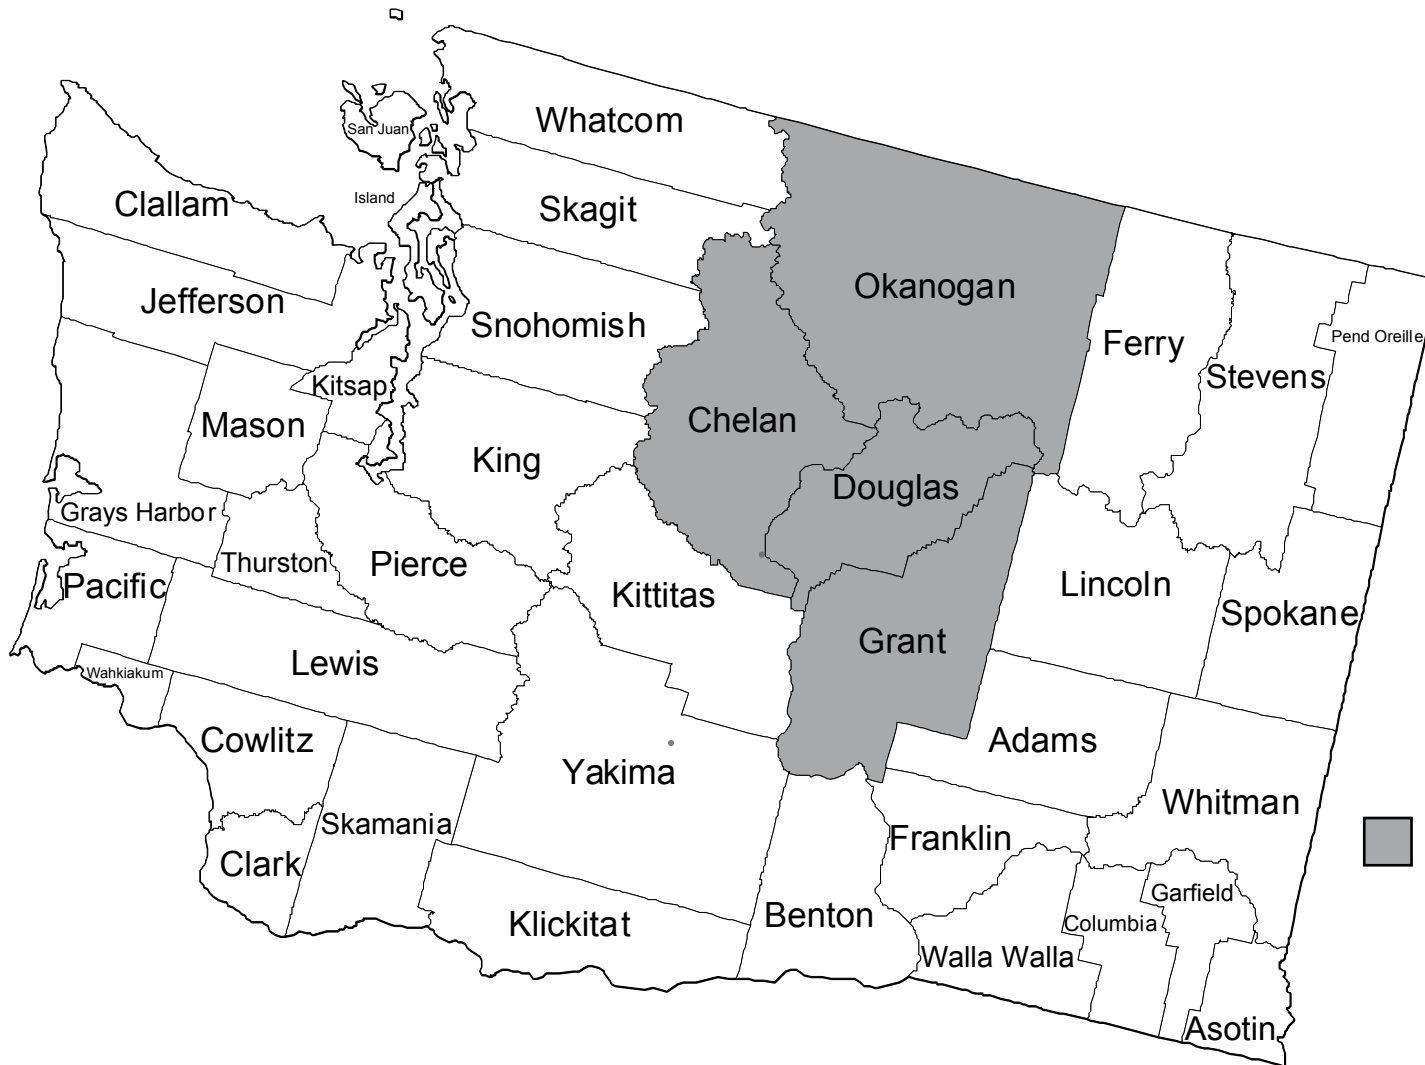 Whatcom
San Juan
Island
Skagit
Clallam
Jefferson
Okanogan
Snohomish
Ferry
Pend Oreille
Stevens
Kitsap
Chelan
Mason
King
Douglas
Grays Harbor
Thurston
Pierce
Pacific
Kittitas
Lincoln
Spokane
Grant
Lewis
Wahkiakum
Cowlitz
Adams
Yakima
Whitman
Skamania
Franklin
Clark
Garfield
Klickitat
Benton
Columbia
Walla Walla
Asotin